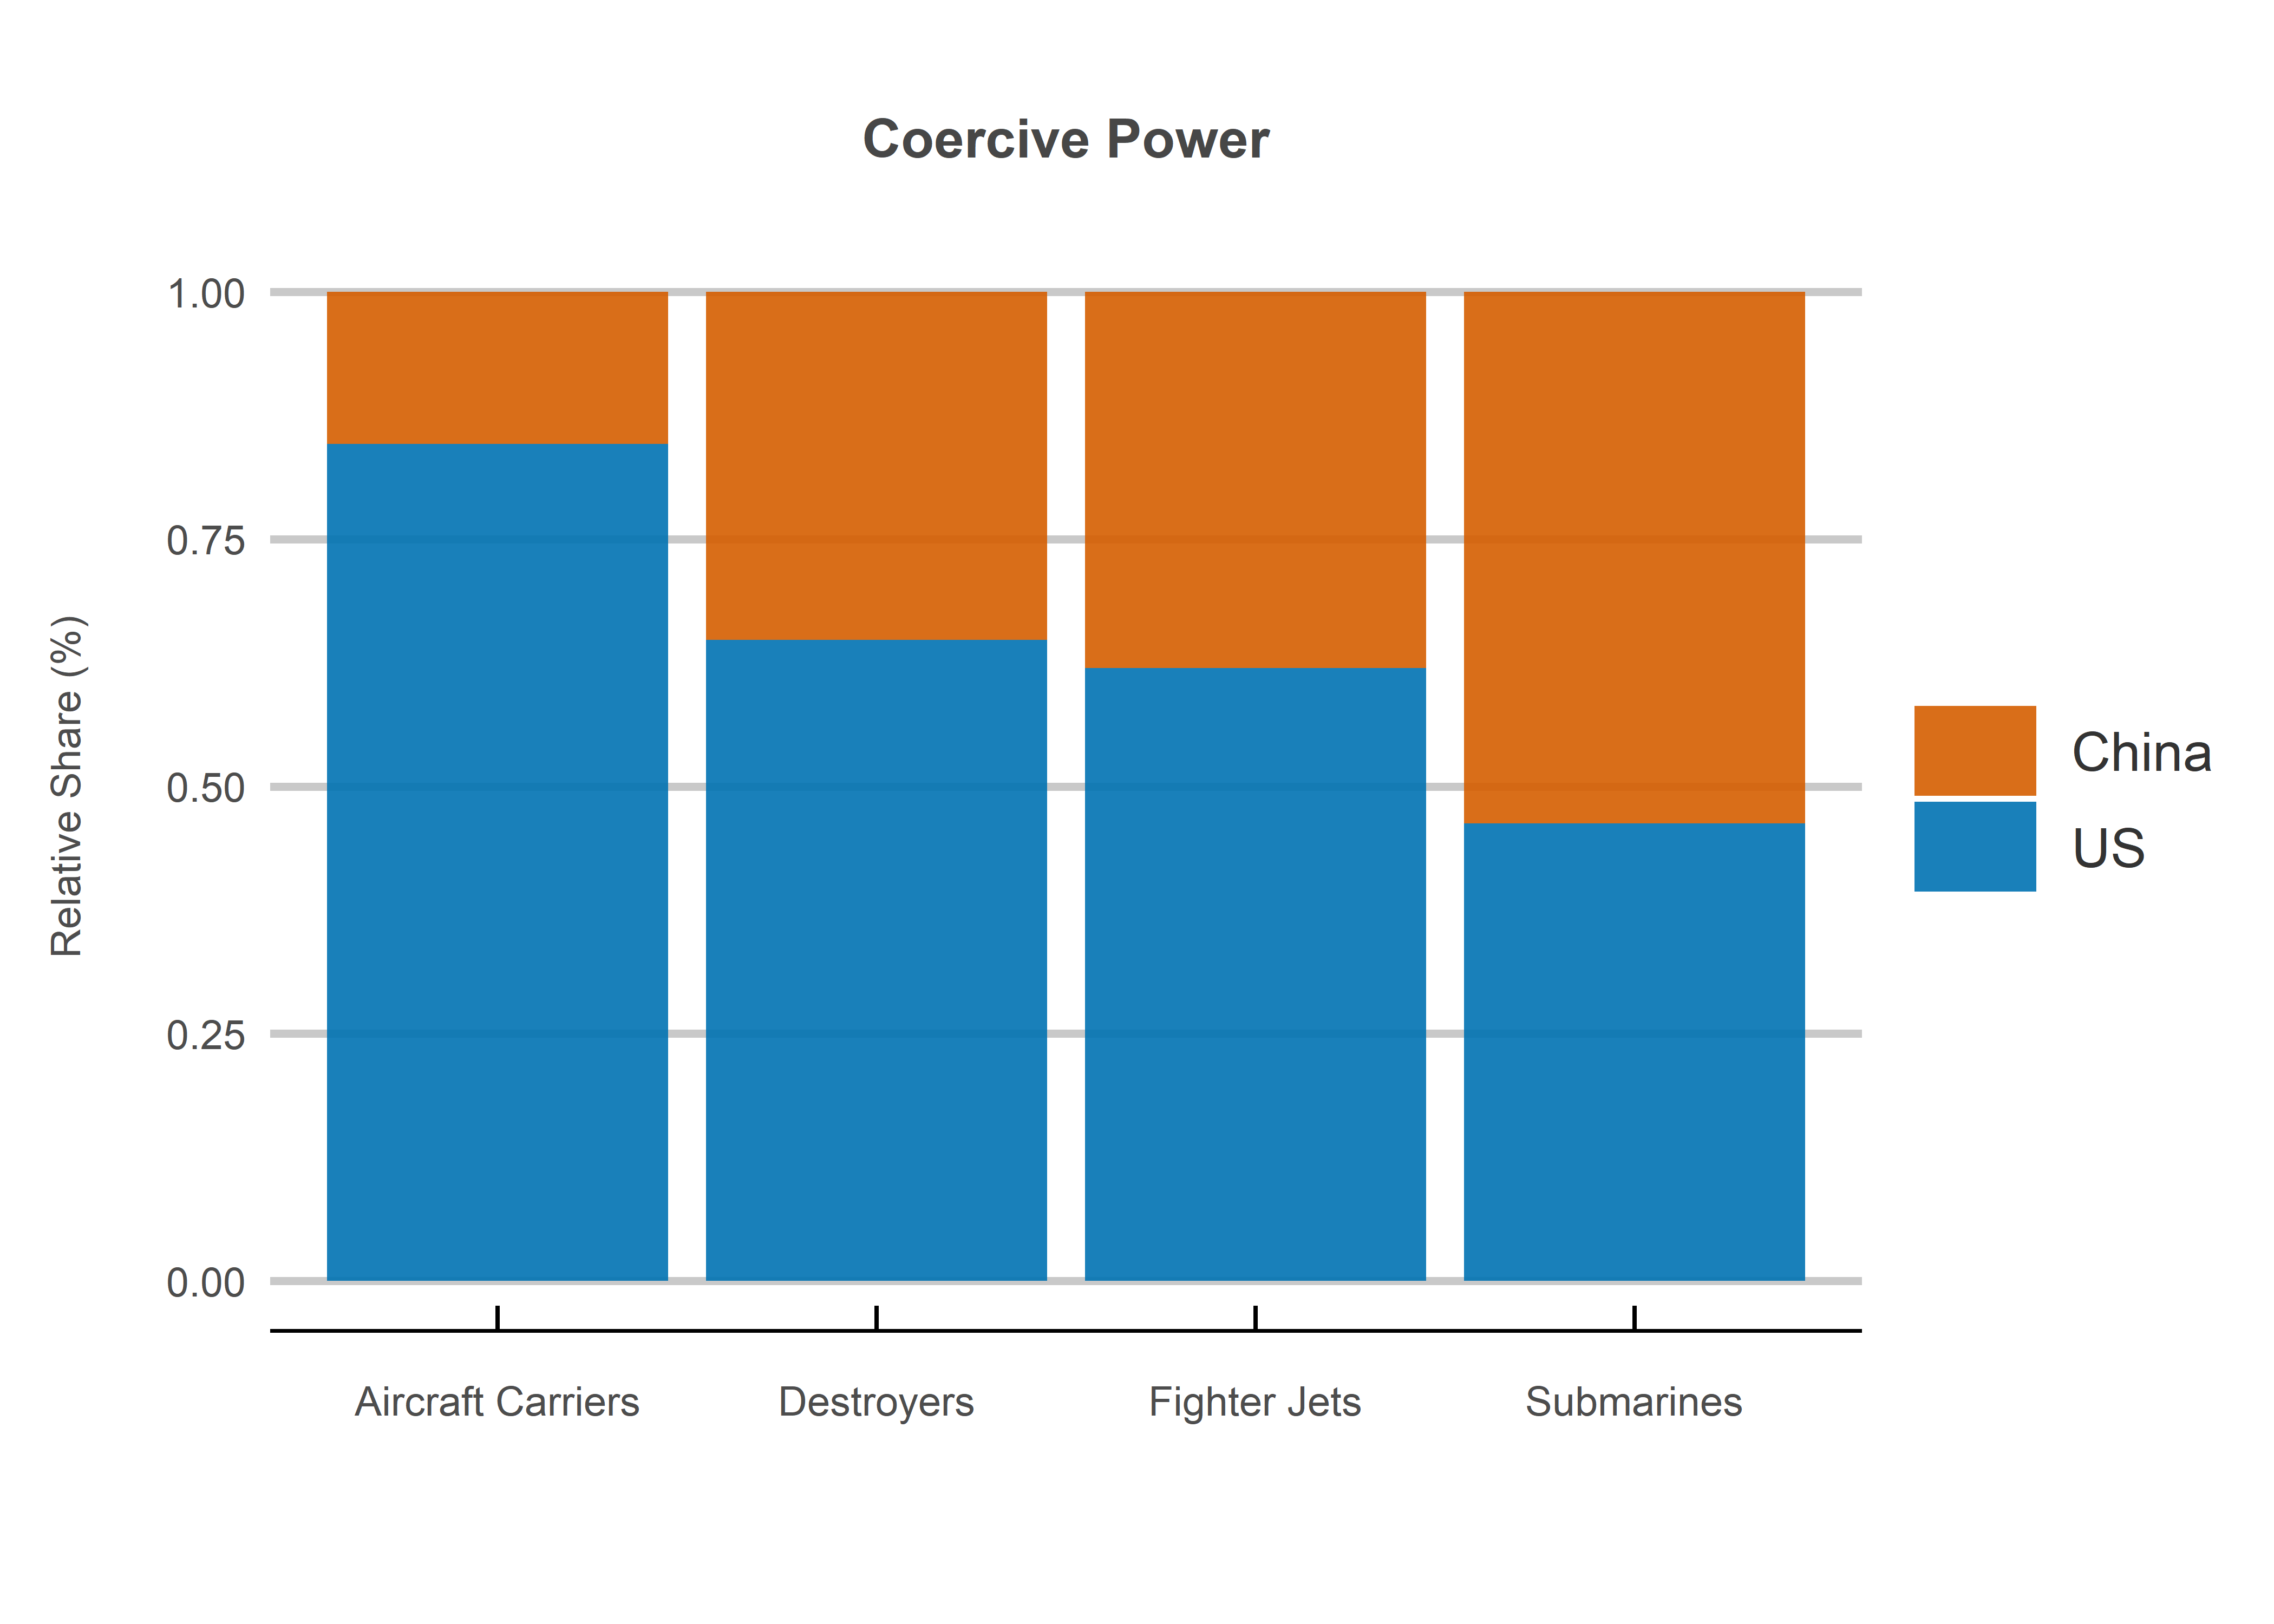 Coercive Power
1.00
0.75
0.50
0.25
0.00
Relative Share (%)
Aircraft Carriers
Destroyers
Fighter Jets
Submarines
China
US